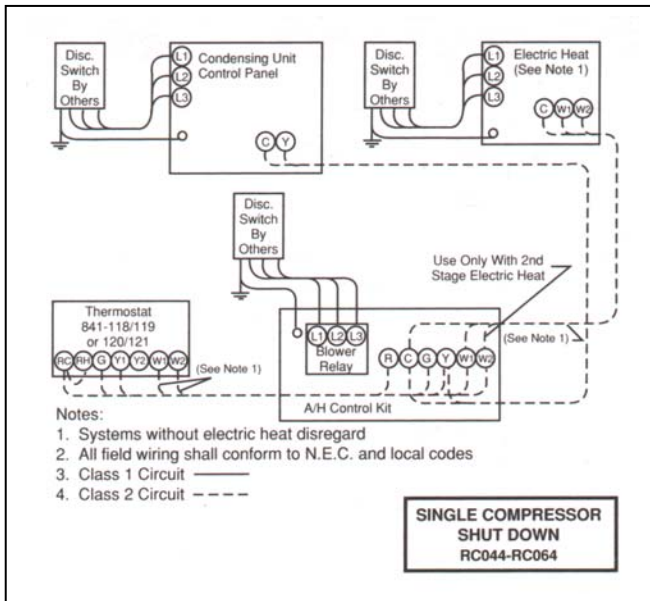 Disc.
Switch
By
Others
L1
L2
L3
Condensing Unit
Control Panel
C Y
Disc.
Switch
By
Others
L1
L2
L3
Electric Heat
(See Note 1)
C W1 W2
Disc.
Switch
By
Others
Use Only With 2nd
Stage Electric Heat
Thermostat
841-118/119
or 120/121
RC RH G Y1 Y2 W1 W2
(See Note 1)
L1 L2 L3
Blower
Relay
R C G Y W1 W2
(See Note 1)
A/H Control Kit
Notes:
1. Systems without electric heat disregard
2. All field wiring shall conform to N.E.C. and local codes
3. Class 1 Circuit
4. Class 2 Circuit
SINGLE COMPRESSOR
SHUT DOWN
RC044-RC064